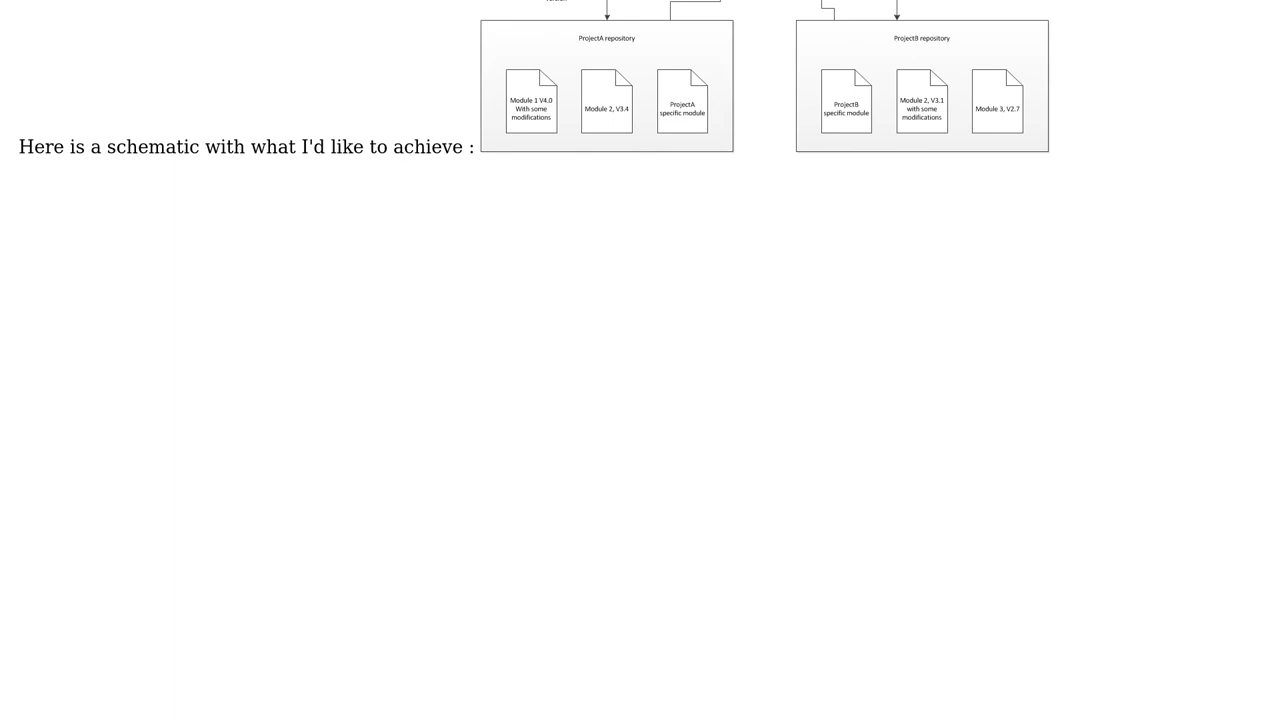 ProjectA repository
ProjectB repository
Module 1 V4.0
With some
modifications
Module 2, V3.4
ProjectA
specific module
ProjectB
specific module
Module 2, V3.1
with some
modifications
Module 3, V2.7
Here is a schematic with what I'd like to achieve :